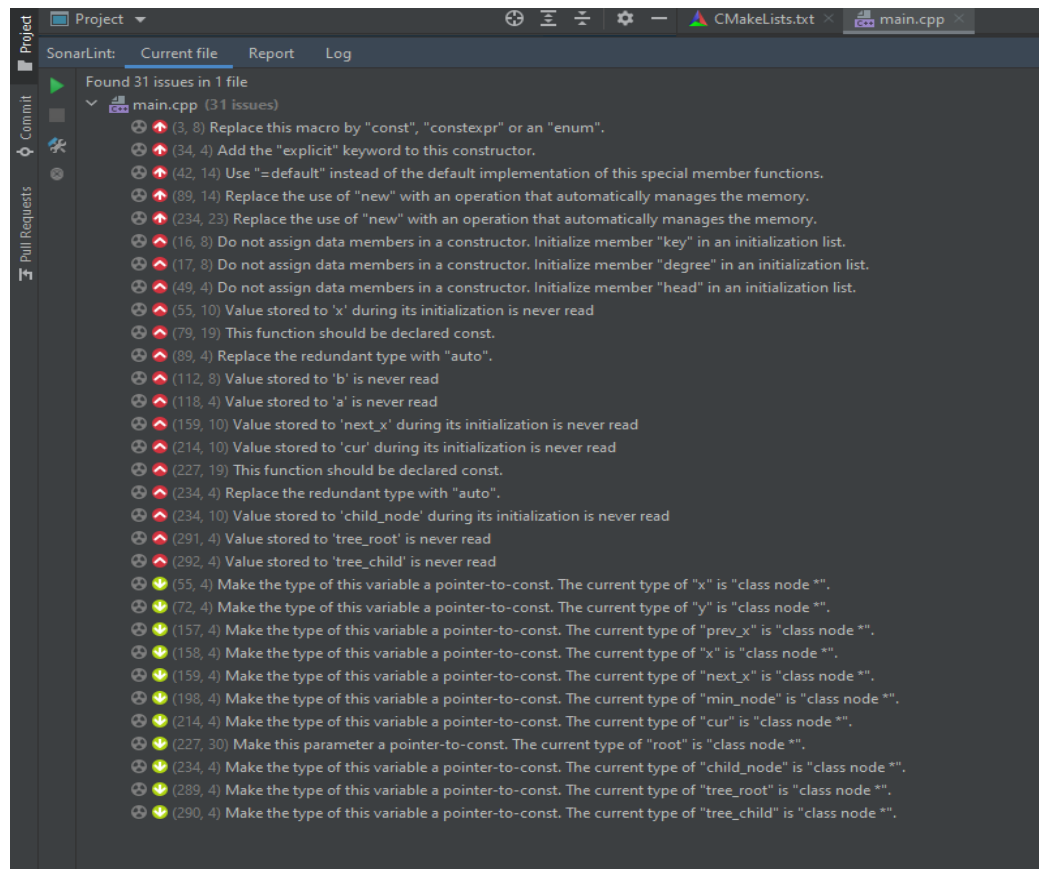 Project
CMakeLists.txt
main.cpp
Project
Commit
Pull Requests
SonarLint:
Current file
Report
Log
Found 31 issues in 1 file
main.cpp (31 issues)
(3, 8) Replace this macro by "const", "constexpr" or an "enum".
(34, 4) Add the "explicit" keyword to this constructor.
(42, 14) Use "=default" instead of the default implementation of this special member functions.
(89, 14) Replace the use of "new" with an operation that automatically manages the memory.
(234, 23) Replace the use of "new" with an operation that automatically manages the memory.
(16, 8) Do not assign data members in a constructor. Initialize member "key" in an initialization list.
(17, 8) Do not assign data members in a constructor. Initialize member "degree" in an initialization list.
(49, 4) Do not assign data members in a constructor. Initialize member "head" in an initialization list.
(55, 10) Value stored to 'x' during its initialization is never read
(79, 19) This function should be declared const.
(89, 4) Replace the redundant type with "auto".
(112, 8) Value stored to 'b' is never read
(118, 4) Value stored to 'a' is never read
(159, 10) Value stored to 'next_x' during its initialization is never read
(214, 10) Value stored to 'cur' during its initialization is never read
(227, 19) This function should be declared const.
(234, 4) Replace the redundant type with "auto".
(234, 10) Value stored to 'child_node' during its initialization is never read
(291, 4) Value stored to 'tree_root' is never read
(292, 4) Value stored to 'tree_child' is never read
(55, 4) Make the type of this variable a pointer-to-const. The current type of "x" is "class node *".
(72, 4) Make the type of this variable a pointer-to-const. The current type of "y" is "class node *".
(157, 4) Make the type of this variable a pointer-to-const. The current type of "prev_x" is "class node *".
(158, 4) Make the type of this variable a pointer-to-const. The current type of "x" is "class node *".
(159, 4) Make the type of this variable a pointer-to-const. The current type of "next_x" is "class node *".
(198, 4) Make the type of this variable a pointer-to-const. The current type of "min_node" is "class node *".
(214, 4) Make the type of this variable a pointer-to-const. The current type of "cur" is "class node *".
(227, 30) Make this parameter a pointer-to-const. The current type of "root" is "class node *".
(234, 4) Make the type of this variable a pointer-to-const. The current type of "child_node" is "class node *".
(289, 4) Make the type of this variable a pointer-to-const. The current type of "tree_root" is "class node *".
(290, 4) Make the type of this variable a pointer-to-const. The current type of "tree_child" is "class node *".